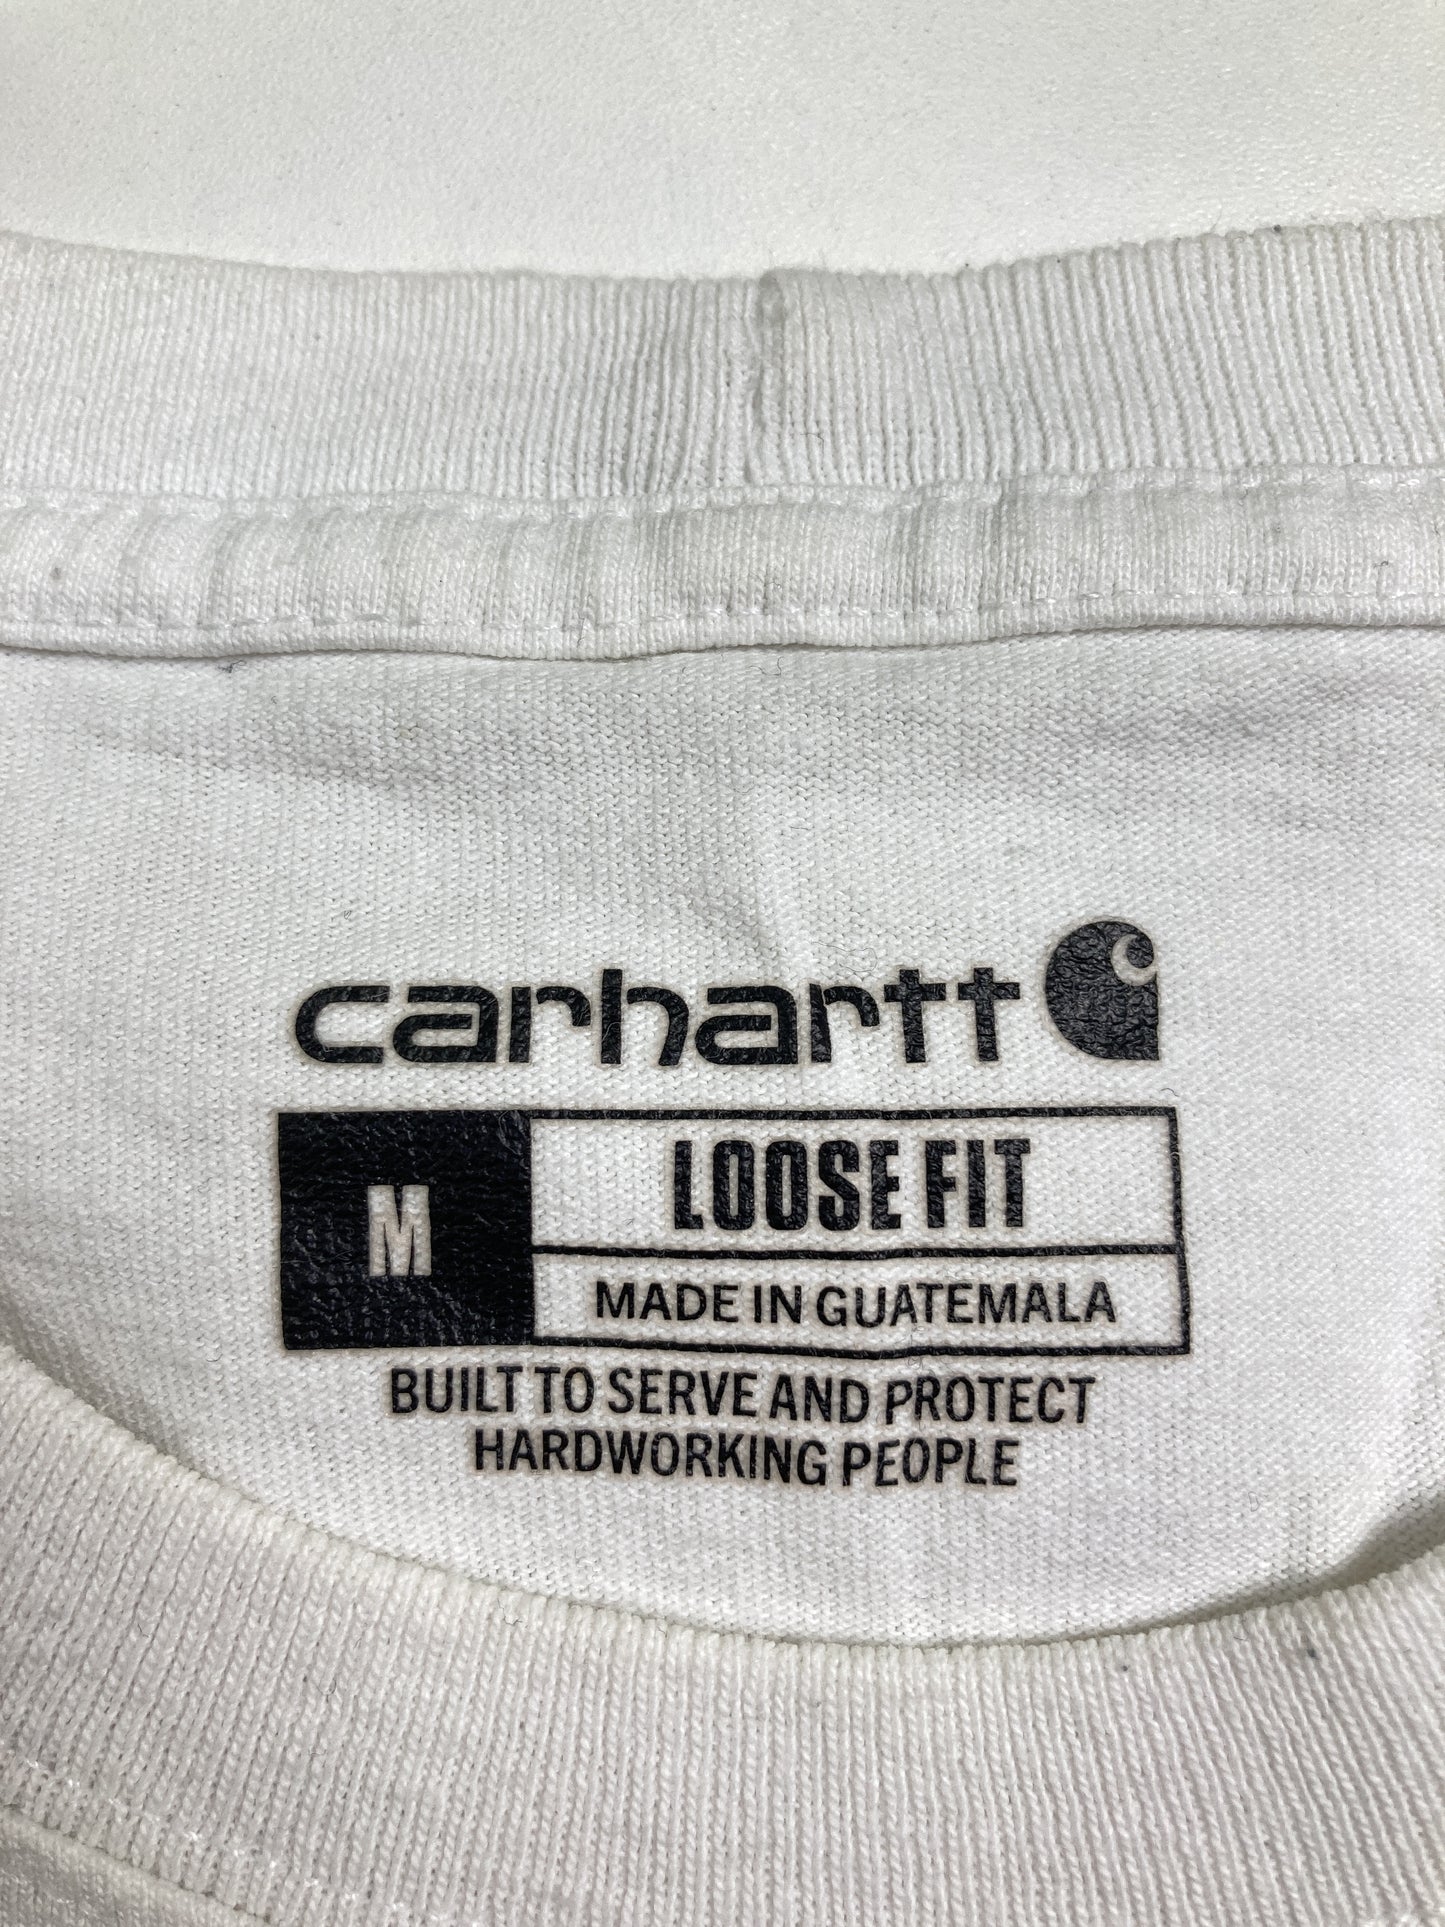 carhartt
M
LOOSE FIT
MADE IN GUATEMALA
BUILT TO SERVE AND PROTECT
HARDWORKING PEOPLE